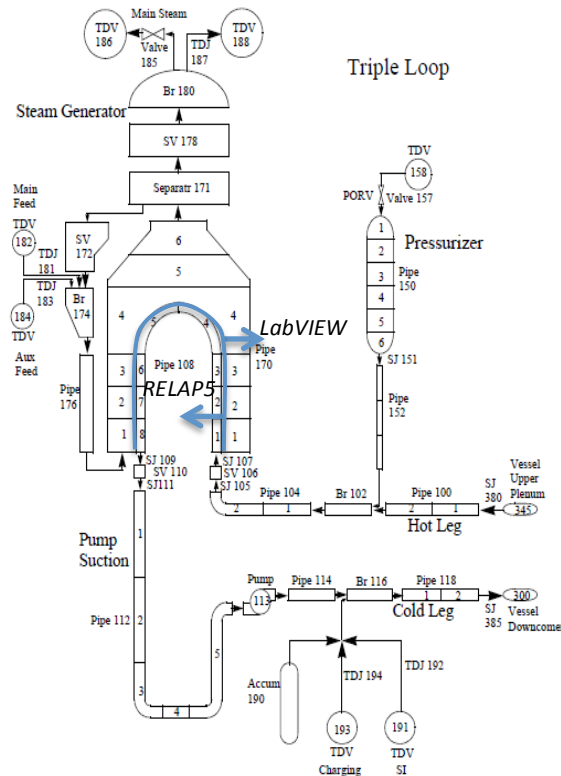 Main Steam
TDV
186
Valve
185
TDJ
187
TDV
188
Triple Loop
Br 180
Steam Generator
SV 178
TDV
158
Separatr 171
PORV
Valve 157
Main
Feed
TDV
182
TDJ
181
SV
172
6
5
1
2
3
4
5
6
Pressurizer
Pipe
150
TDJ
183
Br
174
184
TDV
Aux
Feed
4
5
4
4
LabVIEW
Pipe
170
SJ 151
Pipe 108
3
6
3
3
RELAP5
Pipe
176
2
7
2
2
Pipe
152
1
8
1
1
SJ 109
SV 110
SJ111
SJ 107
SV 106
SJ 105
Vessel
Upper
Plenum
SJ
380
345
Pipe 104
2
1
Br 102
Pipe 100
2
1
Hot Leg
Pump
Suction
1
Pipe 112
2
3
4
5
Pump
113
Pipe 114
Br 116
Pipe 118
1
2
Cold Leg
300
SJ
385
Vessel
Downcomer
TDJ 192
TDJ 194
Accum
190
193
191
TDV
Charging
TDV
SI